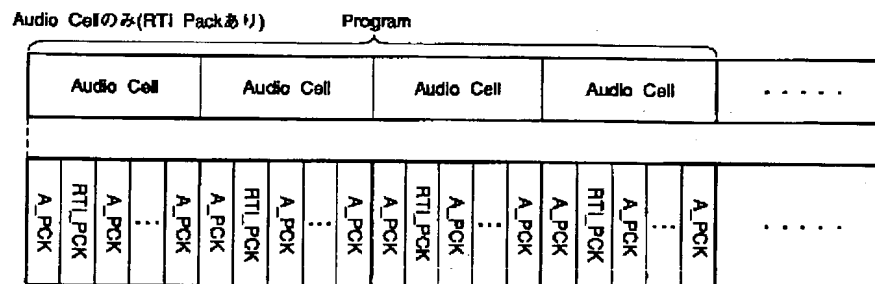 Audio Cellのみ(RTI Packあり) Program
Audio Cell Audio Cell Audio Cell Audio Cell ・・・・・
A_PCK RTI_PCK A_PCK ... A_PCK A_PCK RTI_PCK A_PCK ... A_PCK A_PCK RTI_PCK A_PCK ... A_PCK A_PCK RTI_PCK A_PCK ... A_PCK ・・・・・